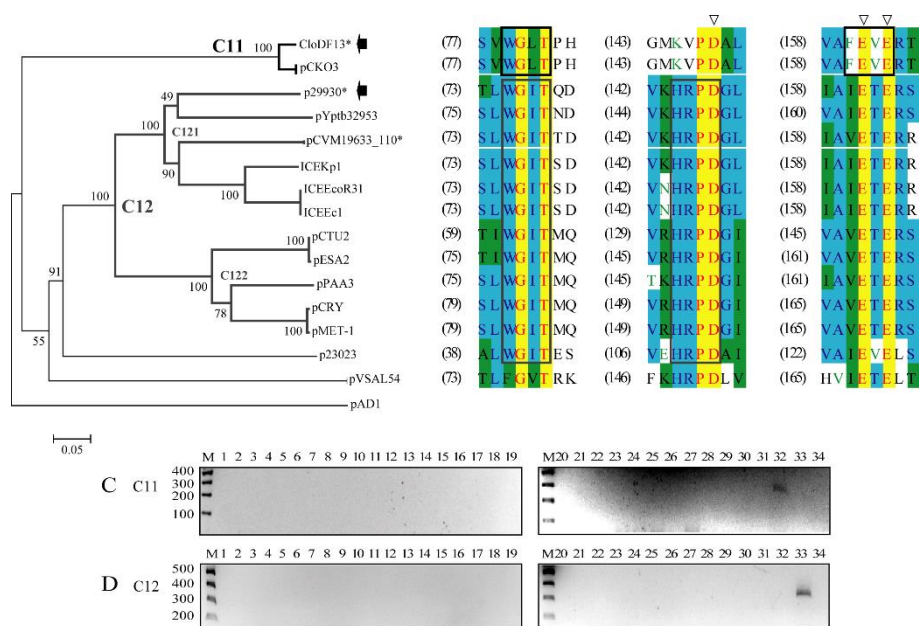 C11
100
CloDF13* (77) S V W G L T P H (143) G M K V P D A L (158) V A F E V E R T
pCKO3 (77) S V W G L T P H (143) G M K V P D A L (158) V A F E V E R T
p29930* (73) T L W G I T Q D (142) V K H R P D G L (158) I A I E T E R S
49
pYptb32953 (75) S L W G I T N D (144) V K H R P D G L (160) I A I E T E R S
100 C121
pCVM19633_110* (73) S L W G I T T D (142) V K H R P D G L (158) I A V E T E R R
90
ICEKp1 (73) S L W G I T S D (142) V K H R P D G L (158) I A I E T E R S
100
ICEEcoR31 (73) S L W G I T S D (142) V N H R P D G L (158) I A I E T E R R
100 C12
ICEEc1 (73) S L W G I T S D (142) V N H R P D G L (158) I A I E T E R R
pCTU2 (59) T I W G I T M Q (129) V R H R P D G I (145) V A V E T E R S
100
pESA2 (75) T I W G I T M Q (145) V R H R P D G I (161) V A I E T E R S
91 100 C122
pPAA3 (75) S L W G I T M Q (145) T K H R P D G I (161) I A V E T E R S
78
pCRY (79) S L W G I T M Q (149) V R H R P D G I (165) V A V E T E R S
100
pMET-1 (79) S L W G I T M Q (149) V R H R P D G I (165) V A V E T E R S
55
p23023 (38) A L W G I T E S (106) V E H R P D A I (122) V A I E V E L S
pVSAL54 (73) T L F G V T R K (146) F K H R P D L V (165) H V I E T E L T
pAD1
0.05
M 1 2 3 4 5 6 7 8 9 10 11 12 13 14 15 16 17 18 19 M 20 21 22 23 24 25 26 27 28 29 30 31 32 33 34
C C11
400
300
200
100
M 1 2 3 4 5 6 7 8 9 10 11 12 13 14 15 16 17 18 19 M 20 21 22 23 24 25 26 27 28 29 30 31 32 33 34
D C12
500
400
300
200